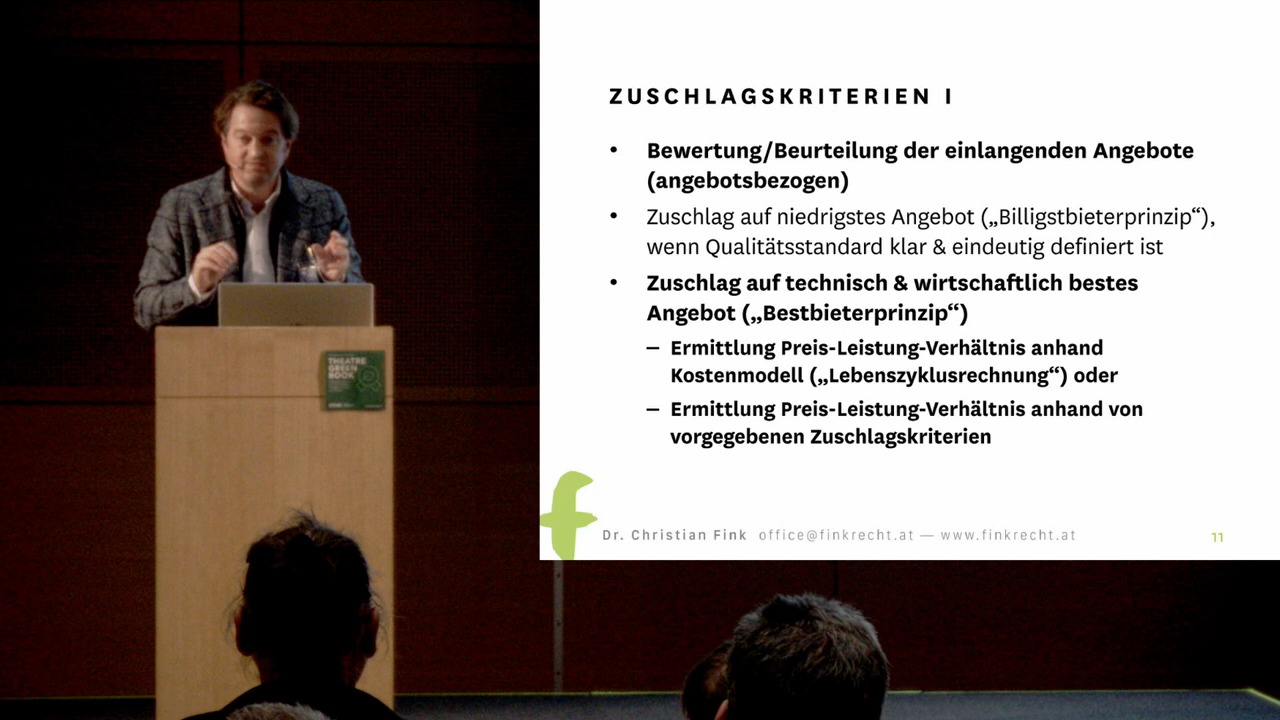 ZUSCHLAGSKRITERIEN I
• Bewertung/Beurteilung der einlangenden Angebote
(angebotsbezogen)
• Zuschlag auf niedrigstes Angebot („Billigstbieterprinzip“),
wenn Qualitätsstandard klar & eindeutig definiert ist
• Zuschlag auf technisch & wirtschaftlich bestes
Angebot („Bestbieterprinzip“)
– Ermittlung Preis-Leistung-Verhältnis anhand
Kostenmodell („Lebenszyklusrechnung“) oder
– Ermittlung Preis-Leistung-Verhältnis anhand von
vorgegebenen Zuschlagskriterien
f
Dr. Christian Fink office@finkrecht.at — www.finkrecht.at
11
THEATRE
GREEN
BOOK